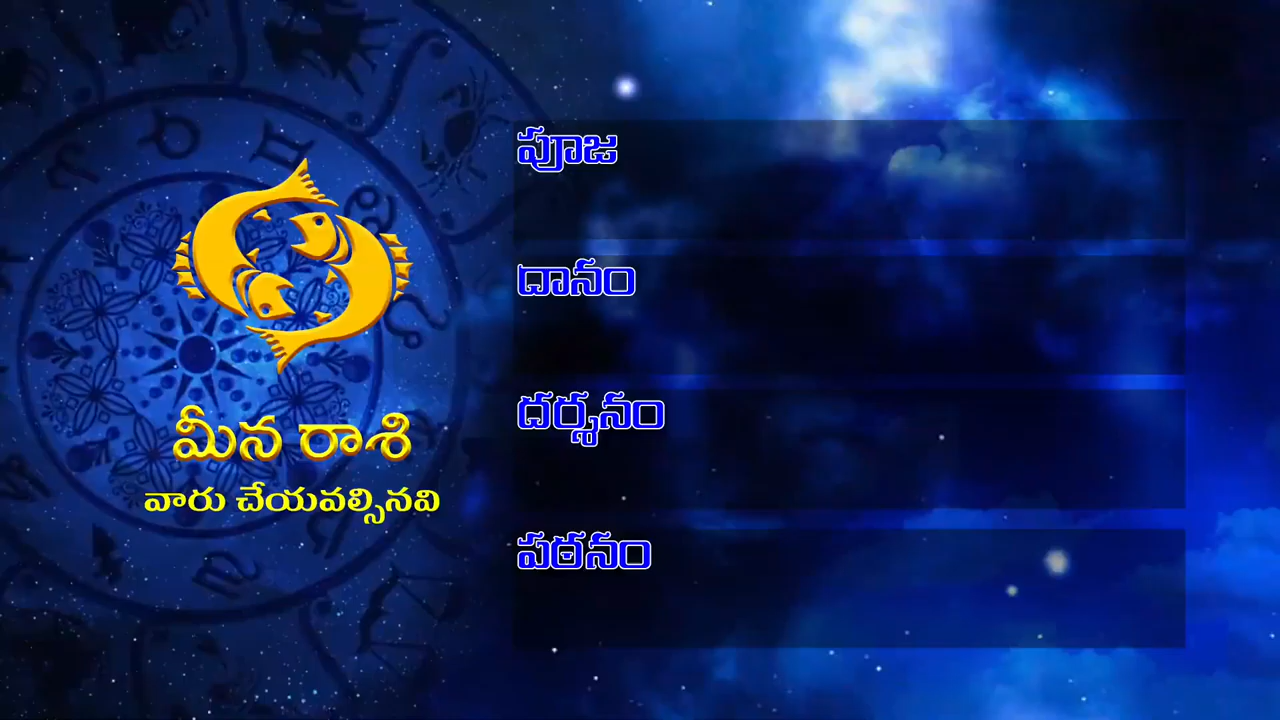 మీన రాశి
వారు చేయవల్సినవి
పూజ
దానం
దర్శనం
పఠనం